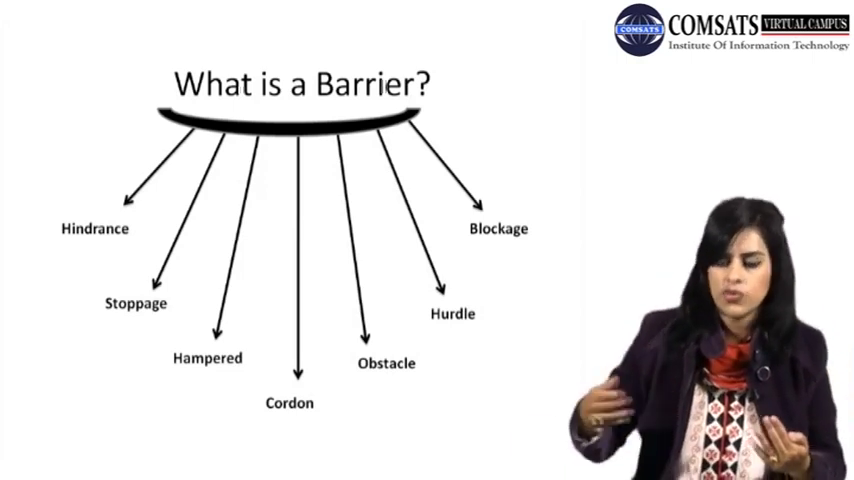 COMSATS VIRTUAL CAMPUS
COMSATS
Institute Of Information Technology
What is a Barrier?
Hindrance
Blockage
Stoppage
Hurdle
Hampered
Obstacle
Cordon